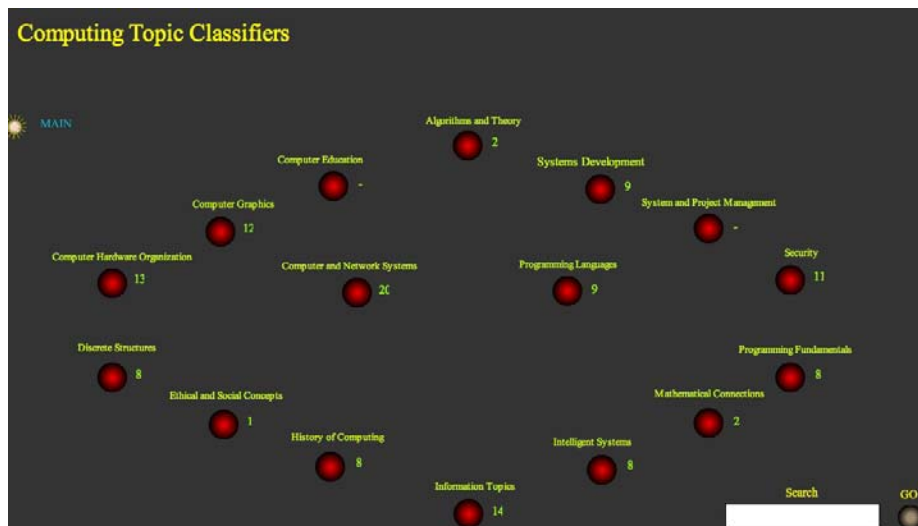 Computing Topic Classifiers
MAIN
Algorithms and Theory
2
Computer Education
-
Systems Development
9
Computer Graphics
12
System and Project Management
-
Computer Hardware Organization
13
Computer and Network Systems
20
Programming Languages
9
Security
11
Discrete Structures
8
Programming Fundamentals
8
Ethical and Social Concepts
1
Mathematical Connections
2
History of Computing
8
Intelligent Systems
8
Information Topics
14
Search
GO